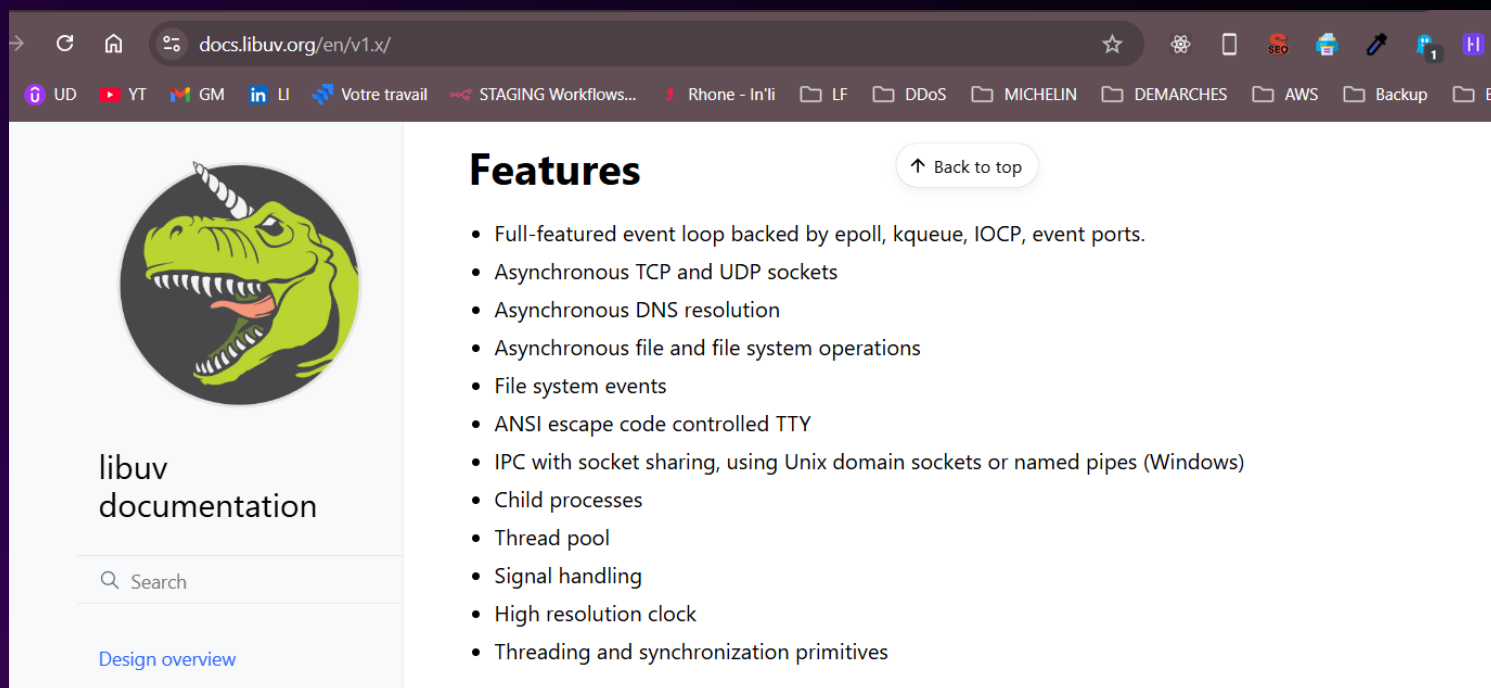 docs.libuv.org/en/v1.x/
SEO
1
UD YT GM in LI Votre travail STAGING Workflows... Rhone - In'li LF DDoS MICHELIN DEMARCHES AWS Backup
Features
Back to top
Full-featured event loop backed by epoll, kqueue, IOCP, event ports.
Asynchronous TCP and UDP sockets
Asynchronous DNS resolution
Asynchronous file and file system operations
File system events
ANSI escape code controlled TTY
IPC with socket sharing, using Unix domain sockets or named pipes (Windows)
Child processes
Thread pool
Signal handling
High resolution clock
Threading and synchronization primitives
libuv
documentation
Search
Design overview